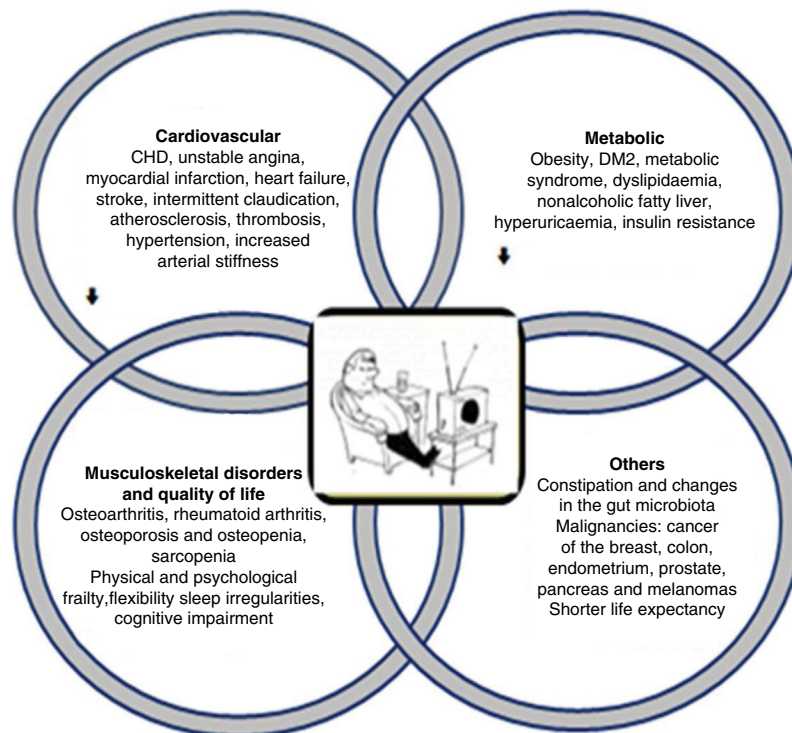 Cardiovascular
CHD, unstable angina,
myocardial infarction, heart failure,
stroke, intermittent claudication,
atherosclerosis, thrombosis,
hypertension, increased
arterial stiffness
Metabolic
Obesity, DM2, metabolic
syndrome, dyslipidaemia,
nonalcoholic fatty liver,
hyperuricaemia, insulin resistance
Musculoskeletal disorders
and quality of life
Osteoarthritis, rheumatoid arthritis,
osteoporosis and osteopenia,
sarcopenia
Physical and psychological
frailty,flexibility sleep irregularities,
cognitive impairment
Others
Constipation and changes
in the gut microbiota
Malignancies: cancer
of the breast, colon,
endometrium, prostate,
pancreas and melanomas
Shorter life expectancy